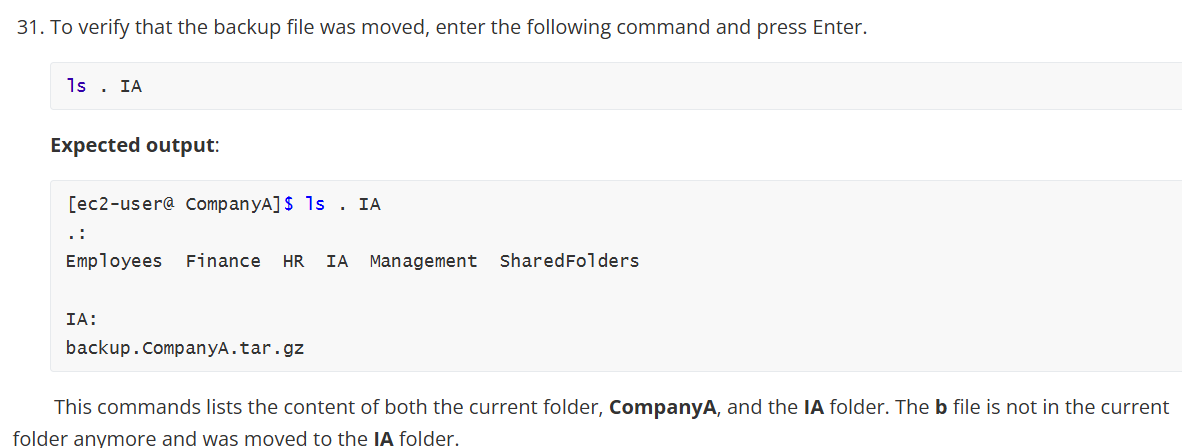 31. To verify that the backup file was moved, enter the following command and press Enter.
ls . IA
Expected output:
[ec2-user@ CompanyA]$ ls . IA
.:
Employees  Finance  HR  IA  Management  SharedFolders
IA:
backup.CompanyA.tar.gz
This commands lists the content of both the current folder, CompanyA, and the IA folder. The b file is not in the current
folder anymore and was moved to the IA folder.